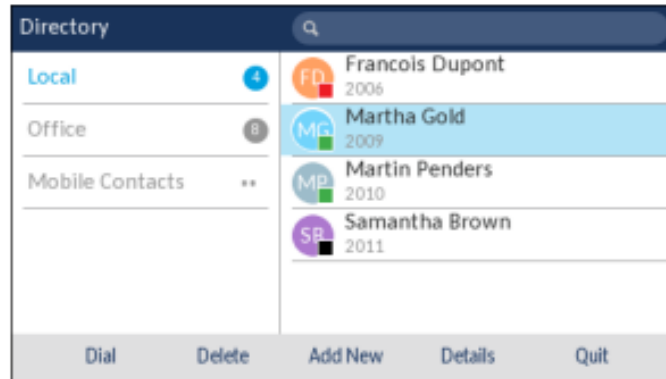 Directory
Local 4
Office 8
Mobile Contacts ••
FD Francois Dupont
2006
MG Martha Gold
2009
MP Martin Penders
2010
SB Samantha Brown
2011
Dial Delete Add New Details Quit